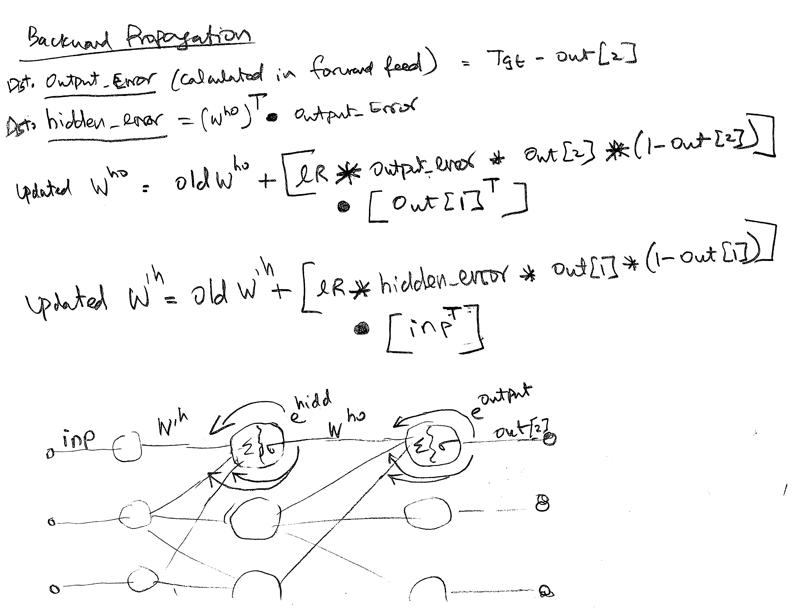 Backward Propagation
Dist. Output_Error (calculated in forward feed) = Tgt - out[2]
Dist. hidden_error = (W^ho)^T • output_Error
updated W^ho = old W^ho + [lR * output_error * out[2] * (1-out[2])]
• [out[1]^T]
updated W^ih = old W^ih + [lR * hidden_error * out[1] * (1-out[1])]
• [inp^T]
inp W^ih e^hidd W^ho e^output out[2]
Σ}σ Σ}σ